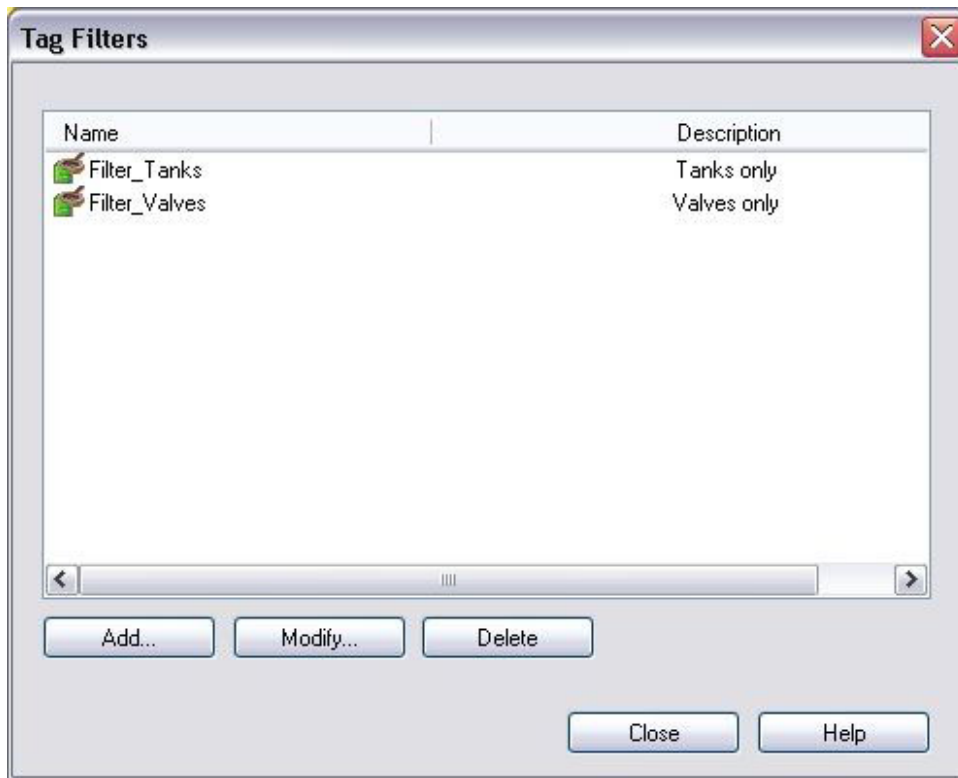 Tag Filters
Name Description
Filter_Tanks Tanks only
Filter_Valves Valves only
Add... Modify... Delete
Close Help